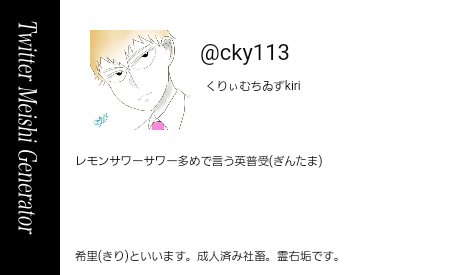 Twitter Meishi Generator
@cky113
くりぃむちゐずkiri
レモンサワーサワー多めで言う英普受(ぎんたま)
希里(きり)といいます。成人済み社畜。霊右垢です。